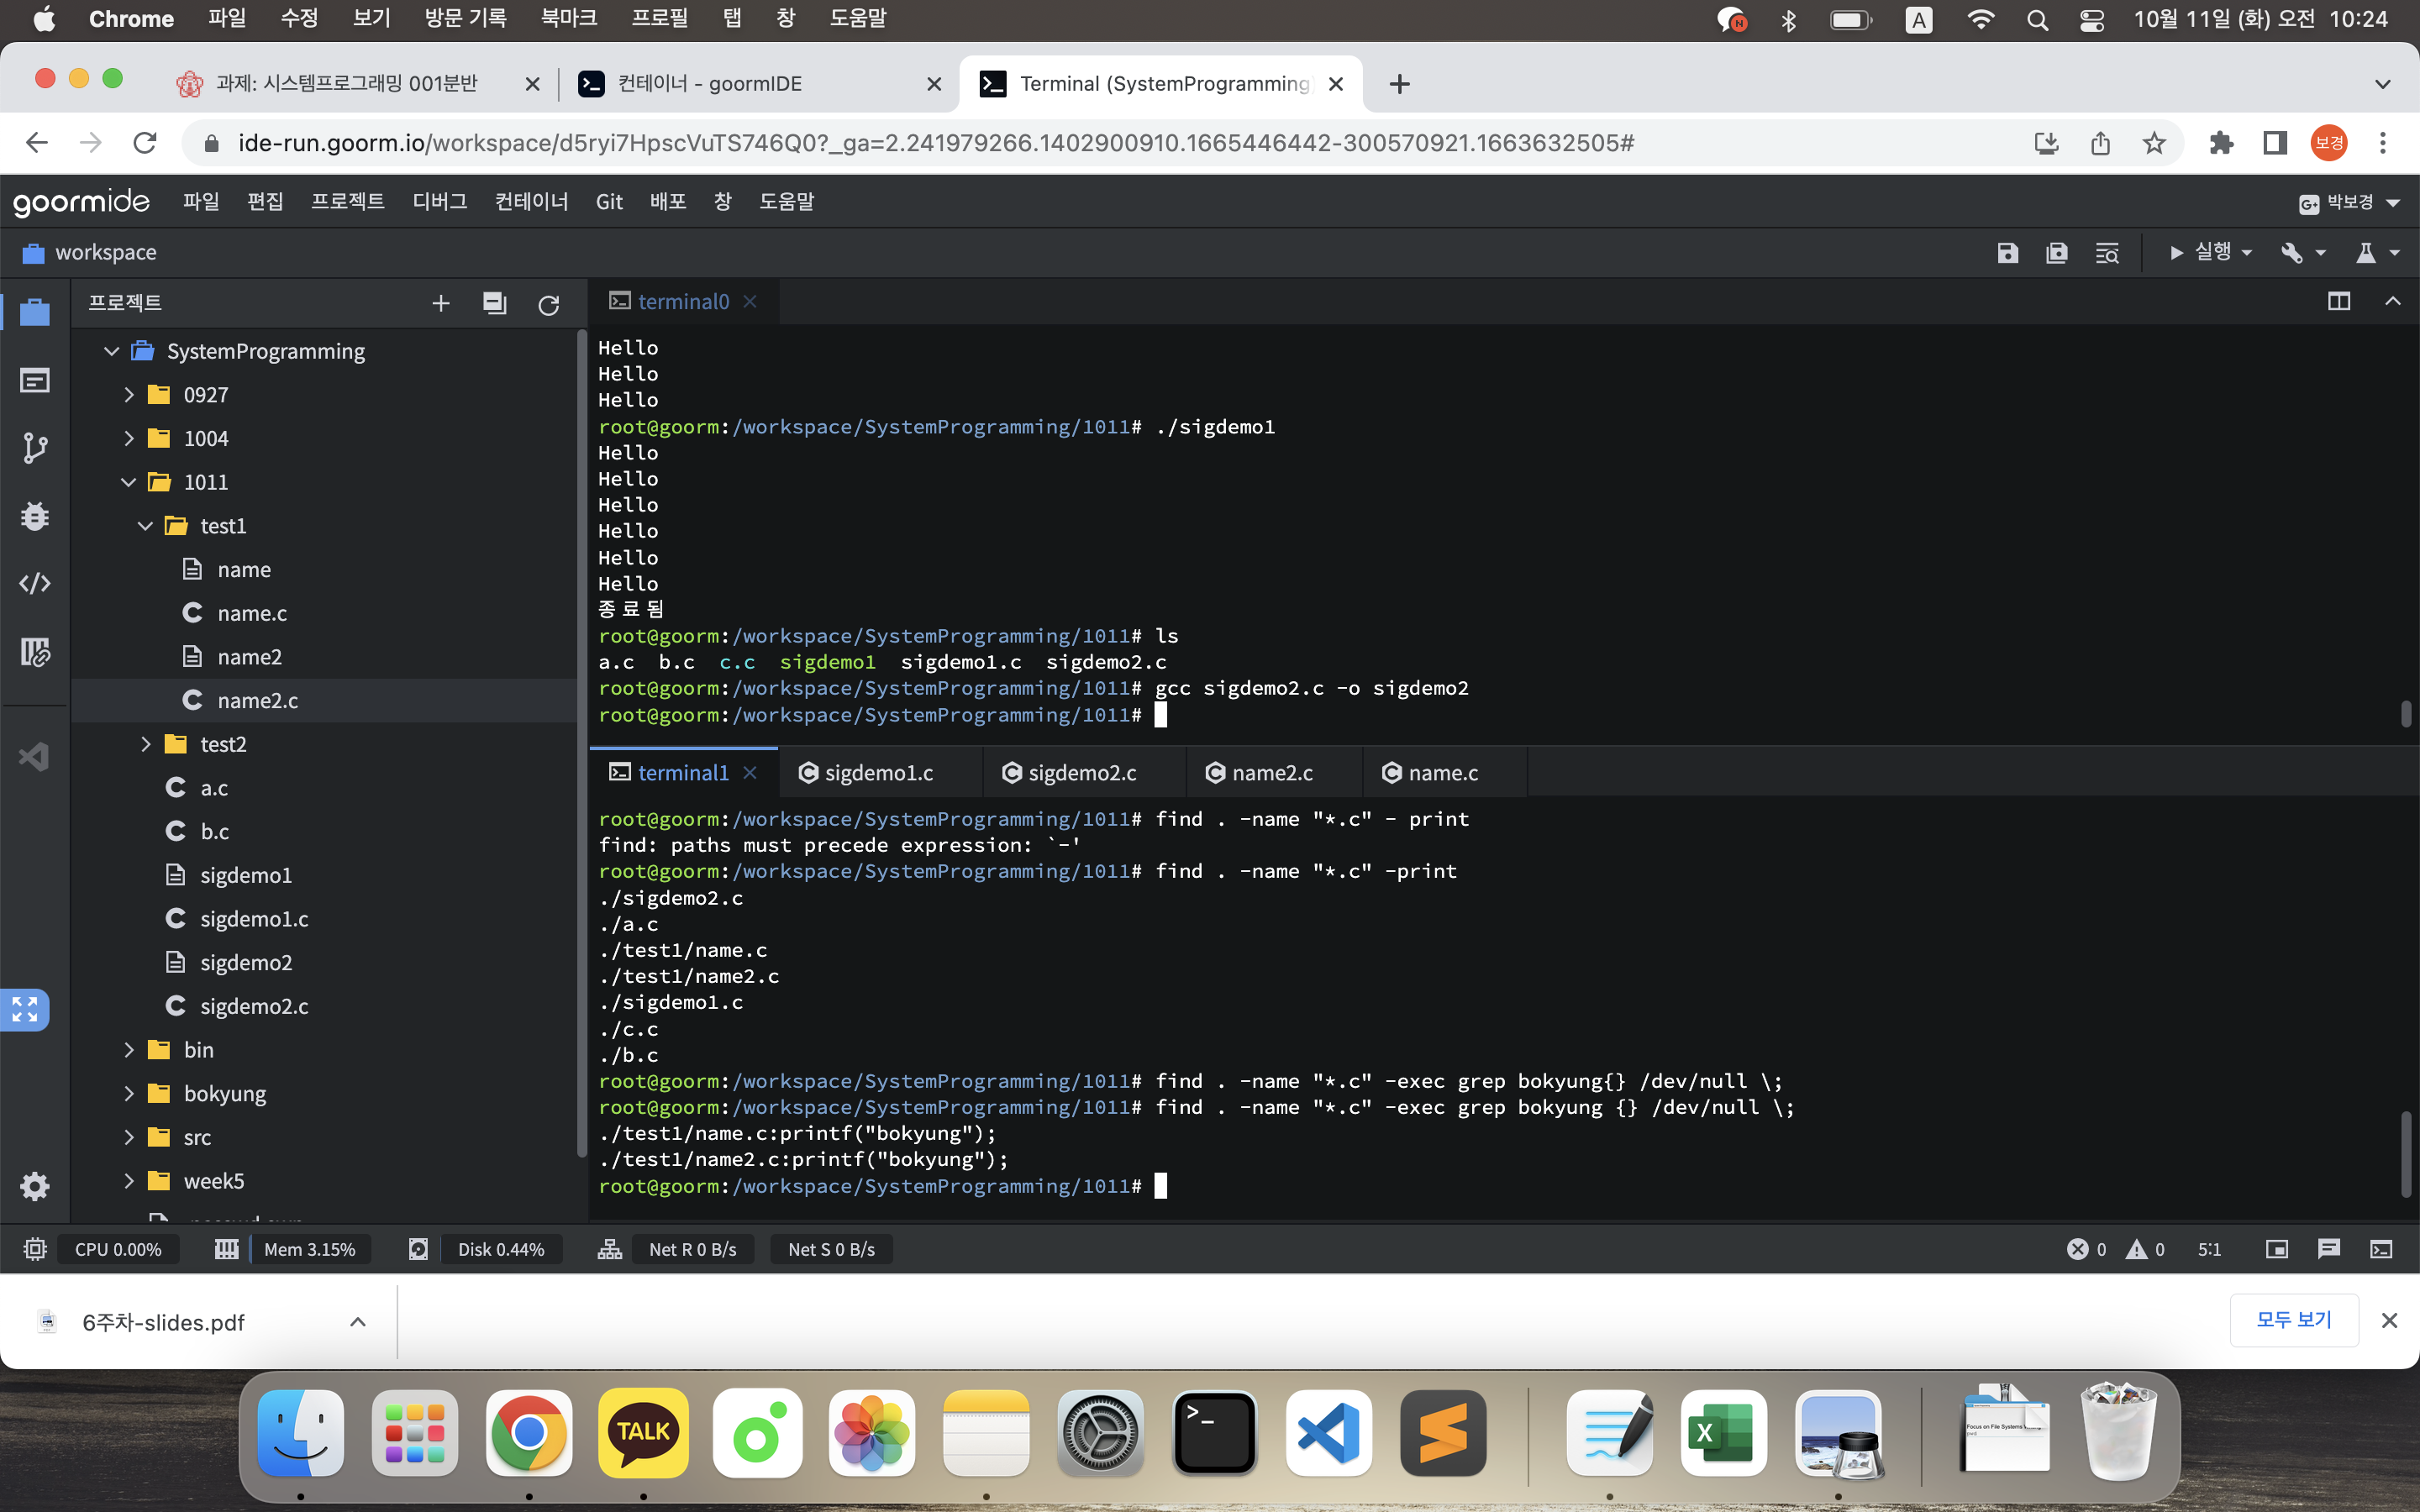 Chrome 파일 수정 보기 방문 기록 북마크 프로필 탭 창 도움말 N A 10월 11일 (화) 오전 10:24
과제: 시스템프로그래밍 001분반 컨테이너 - goormIDE Terminal (SystemProgramming
ide-run.goorm.io/workspace/d5ryi7HpscVuTS746Q0?_ga=2.241979266.1402900910.1665446442-300570921.1663632505# 보경
goormide 파일 편집 프로젝트 디버그 컨테이너 Git 배포 창 도움말 G+ 박보경
workspace 실행
프로젝트
SystemProgramming
0927
1004
1011
test1
name
name.c
name2
name2.c
test2
a.c
b.c
sigdemo1
sigdemo1.c
sigdemo2
sigdemo2.c
bin
bokyung
src
week5
terminal0
Hello
Hello
Hello
root@goorm:/workspace/SystemProgramming/1011# ./sigdemo1
Hello
Hello
Hello
Hello
Hello
Hello
종료됨
root@goorm:/workspace/SystemProgramming/1011# ls
a.c b.c c.c sigdemo1 sigdemo1.c sigdemo2.c
root@goorm:/workspace/SystemProgramming/1011# gcc sigdemo2.c -o sigdemo2
root@goorm:/workspace/SystemProgramming/1011#
terminal1 sigdemo1.c sigdemo2.c name2.c name.c
root@goorm:/workspace/SystemProgramming/1011# find . -name "*.c" - print
find: paths must precede expression: `-'
root@goorm:/workspace/SystemProgramming/1011# find . -name "*.c" -print
./sigdemo2.c
./a.c
./test1/name.c
./test1/name2.c
./sigdemo1.c
./c.c
./b.c
root@goorm:/workspace/SystemProgramming/1011# find . -name "*.c" -exec grep bokyung{} /dev/null \;
root@goorm:/workspace/SystemProgramming/1011# find . -name "*.c" -exec grep bokyung {} /dev/null \;
./test1/name.c:printf("bokyung");
./test1/name2.c:printf("bokyung");
root@goorm:/workspace/SystemProgramming/1011#
CPU 0.00% Mem 3.15% Disk 0.44% Net R 0 B/s Net S 0 B/s 0 0 5:1
6주차-slides.pdf 모두 보기
TALK
X
Focus on File Systems